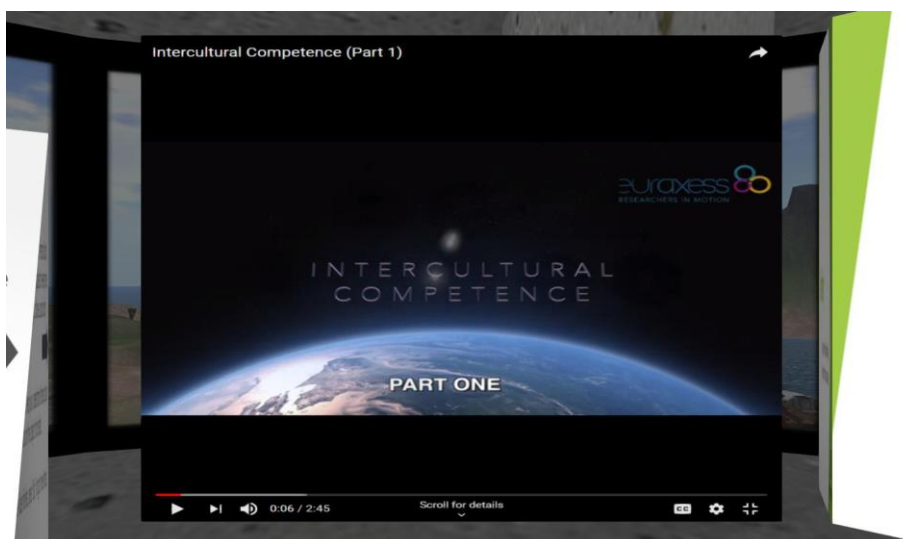 Intercultural Competence (Part 1)
euraxess
RESEARCHERS IN MOTION
INTERCULTURAL
COMPETENCE
PART ONE
0:06 / 2:45
Scroll for details
CC